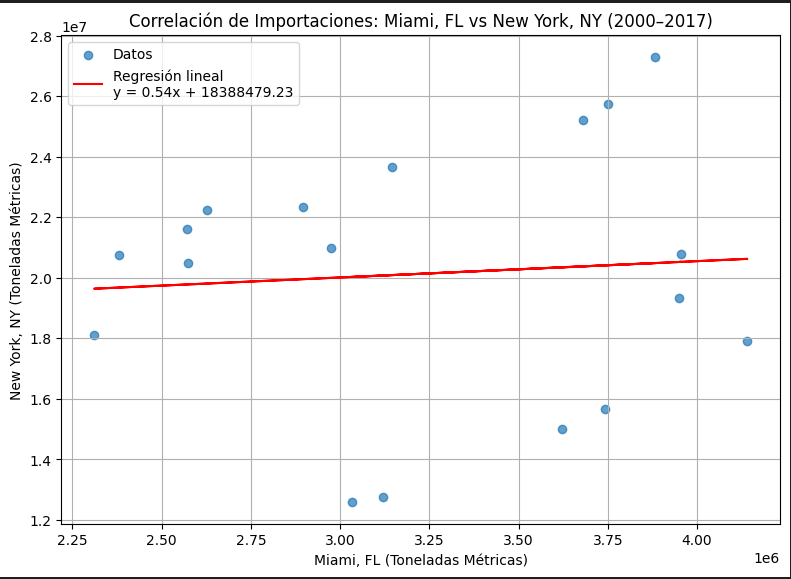 Correlación de Importaciones: Miami, FL vs New York, NY (2000–2017)
1e7
Datos
Regresión lineal
y = 0.54x + 18388479.23
2.8
2.6
2.4
2.2
2.0
1.8
1.6
1.4
1.2
New York, NY (Toneladas Métricas)
2.25 2.50 2.75 3.00 3.25 3.50 3.75 4.00
1e6
Miami, FL (Toneladas Métricas)